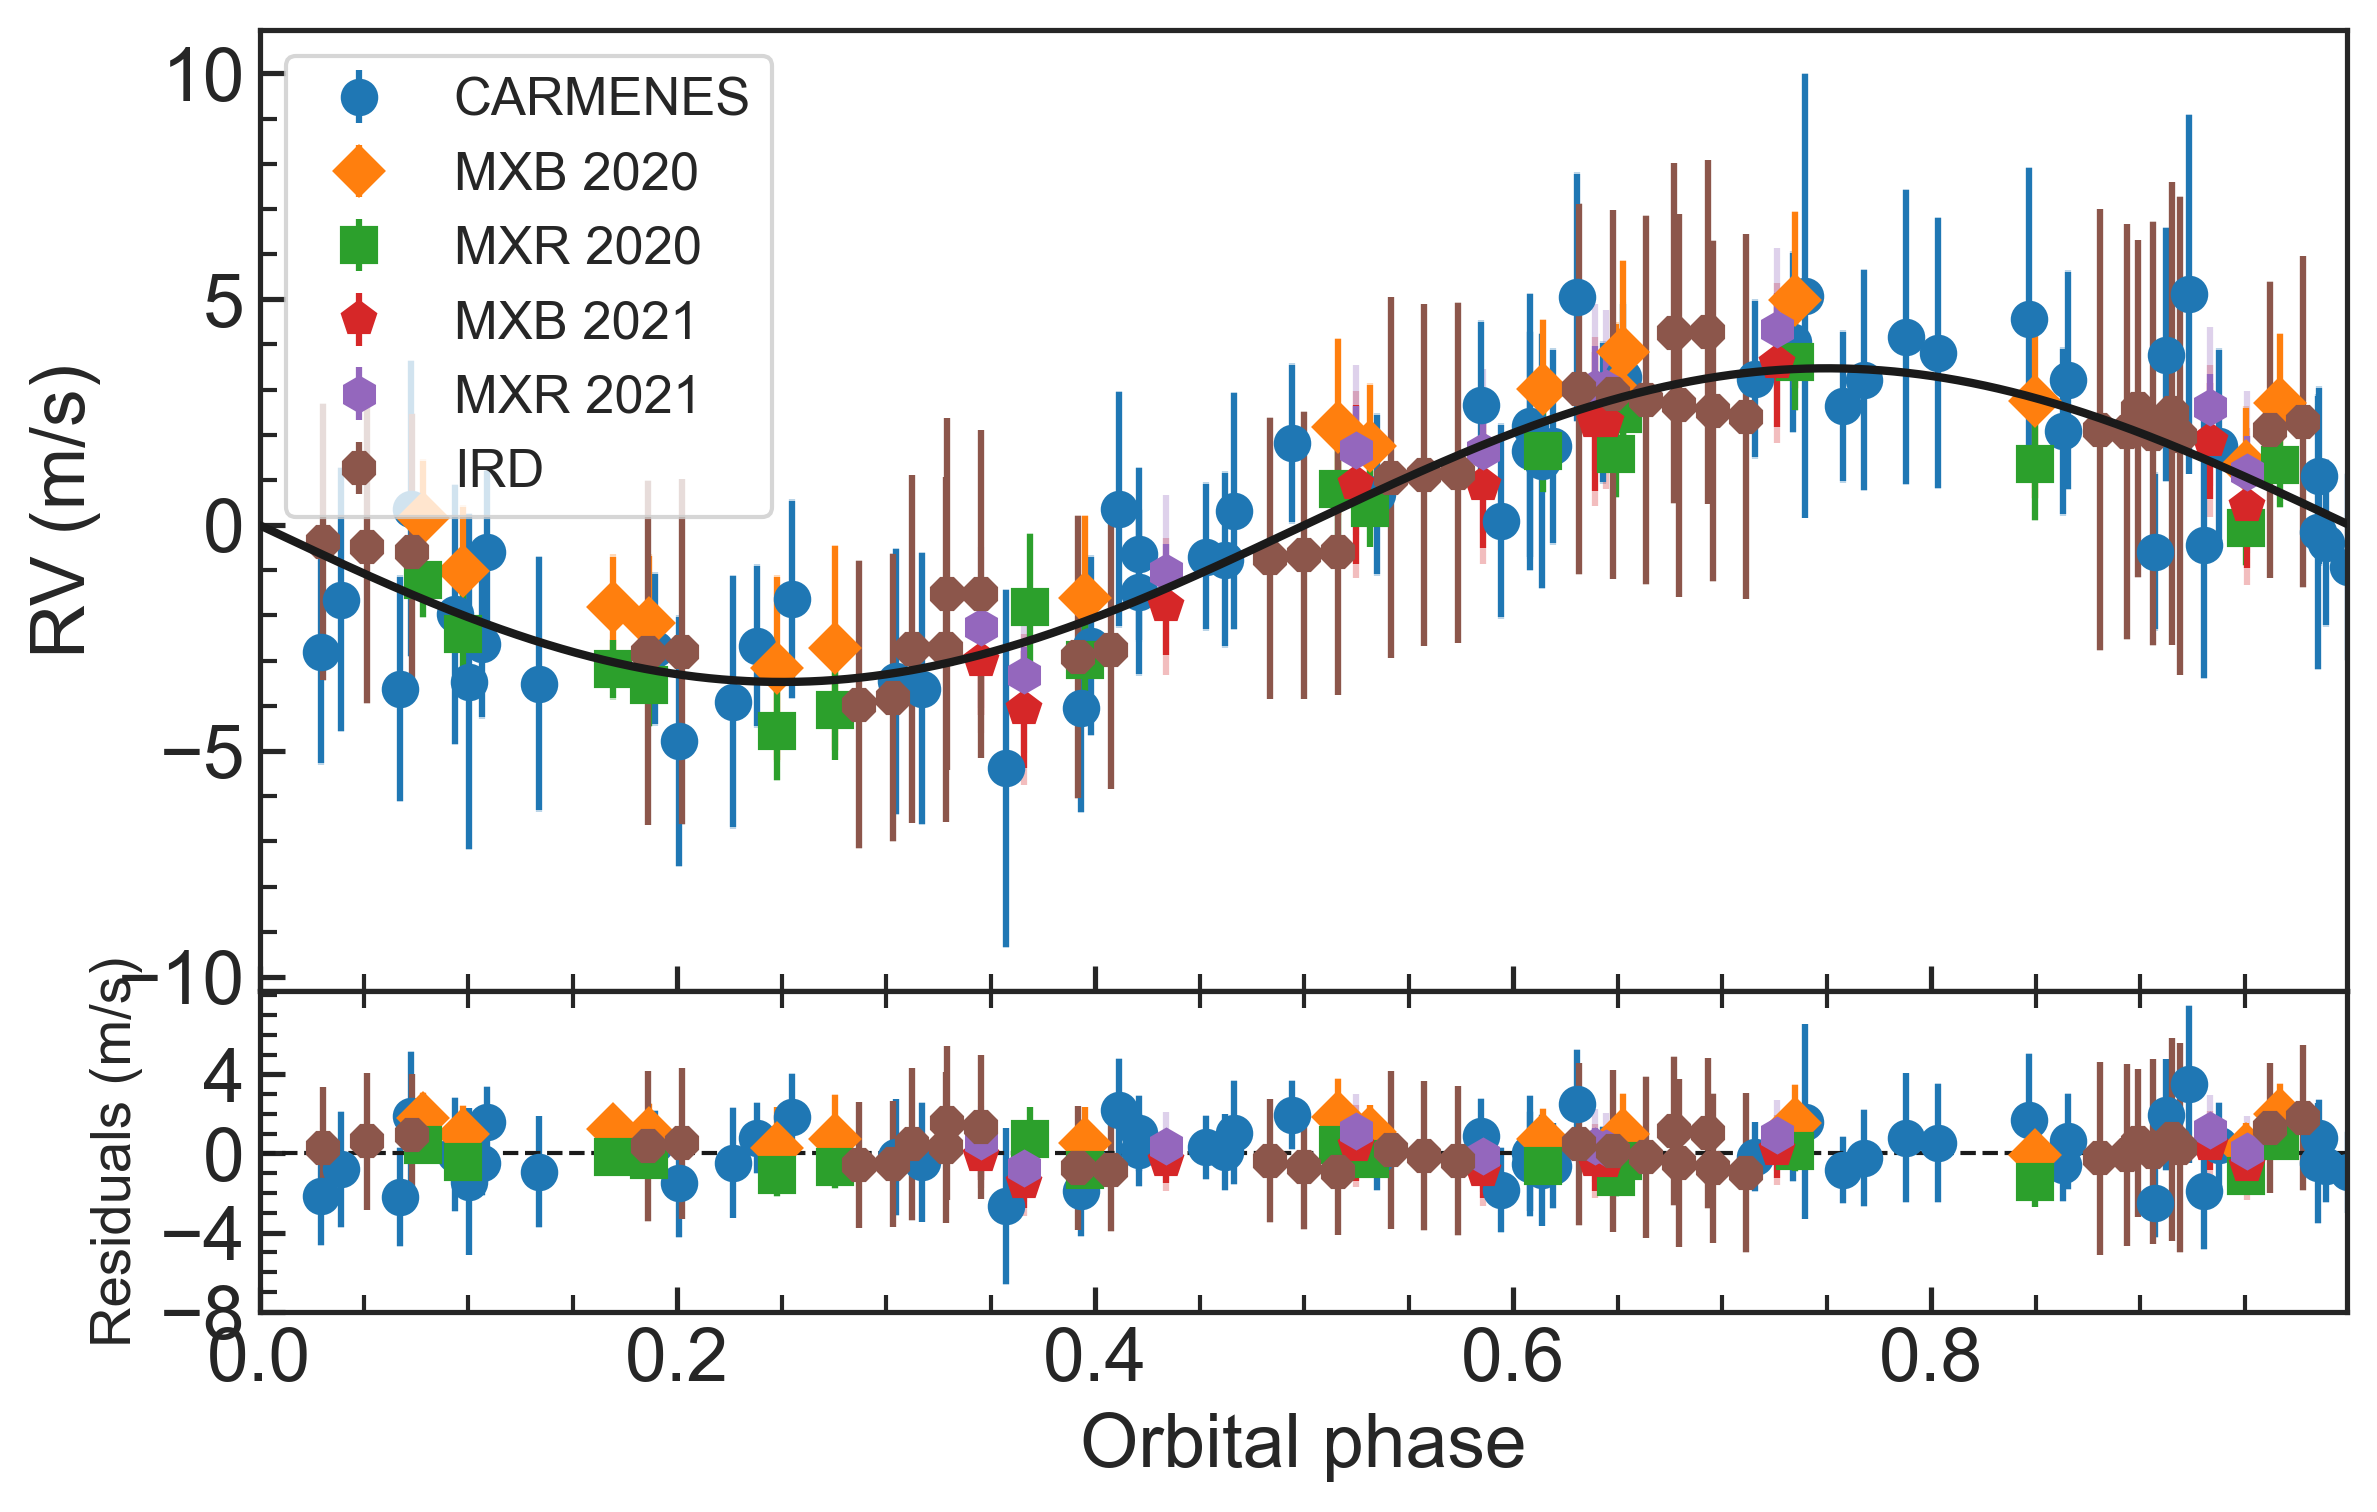 10
5
0
−5
−10
RV (m/s)
CARMENES
MXB 2020
MXR 2020
MXB 2021
MXR 2021
IRD
4
0
−4
−8
Residuals (m/s)
0.0
0.2
0.4
0.6
0.8
Orbital phase